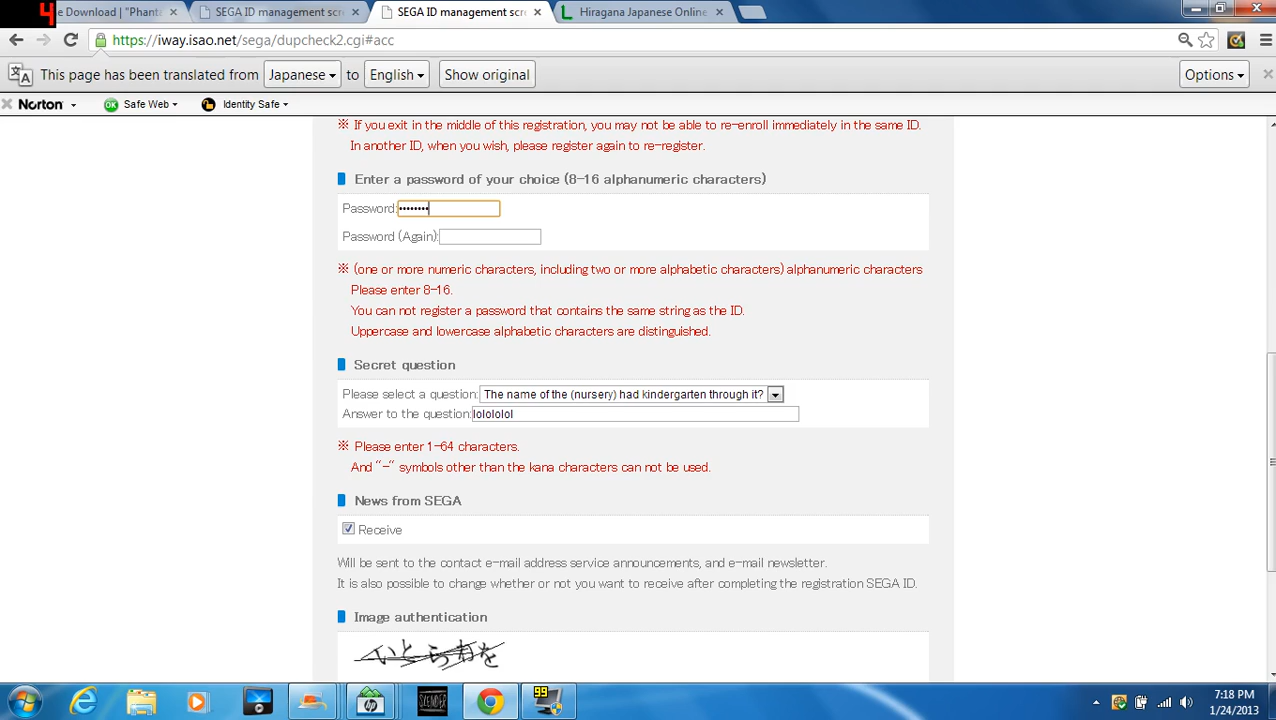 4
e Download | "Phant
SEGA ID management scr
SEGA ID management scr
Hiragana Japanese Online
https://iway.isao.net/sega/dupcheck2.cgi#acc
This page has been translated from Japanese to English Show original Options
Norton Safe Web Identity Safe
※ If you exit in the middle of this registration, you may not be able to re-enroll immediately in the same ID.
In another ID, when you wish, please register again to re-register.
Enter a password of your choice (8-16 alphanumeric characters)
Password: ••••••••
Password (Again):
※ (one or more numeric characters, including two or more alphabetic characters) alphanumeric characters
Please enter 8-16.
You can not register a password that contains the same string as the ID.
Uppercase and lowercase alphabetic characters are distinguished.
Secret question
Please select a question: The name of the (nursery) had kindergarten through it?
Answer to the question: lolololol
※ Please enter 1-64 characters.
And "-" symbols other than the kana characters can not be used.
News from SEGA
Receive
Will be sent to the contact e-mail address service announcements, and e-mail newsletter.
It is also possible to change whether or not you want to receive after completing the registration SEGA ID.
Image authentication
hp
99
7:18 PM
1/24/2013